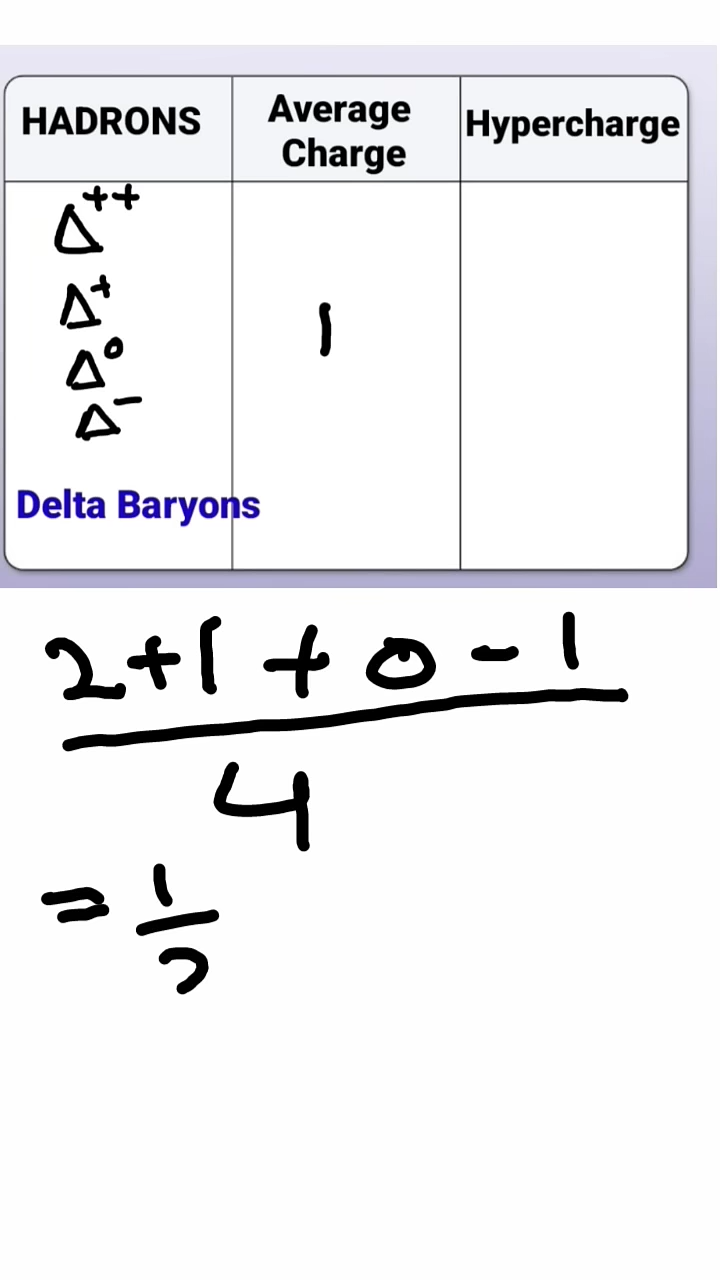 HADRONS Average Charge Hypercharge
Δ++
Δ+
1
Δ0
Δ−
Delta Baryons
2+1+0-1
4
= 1
2